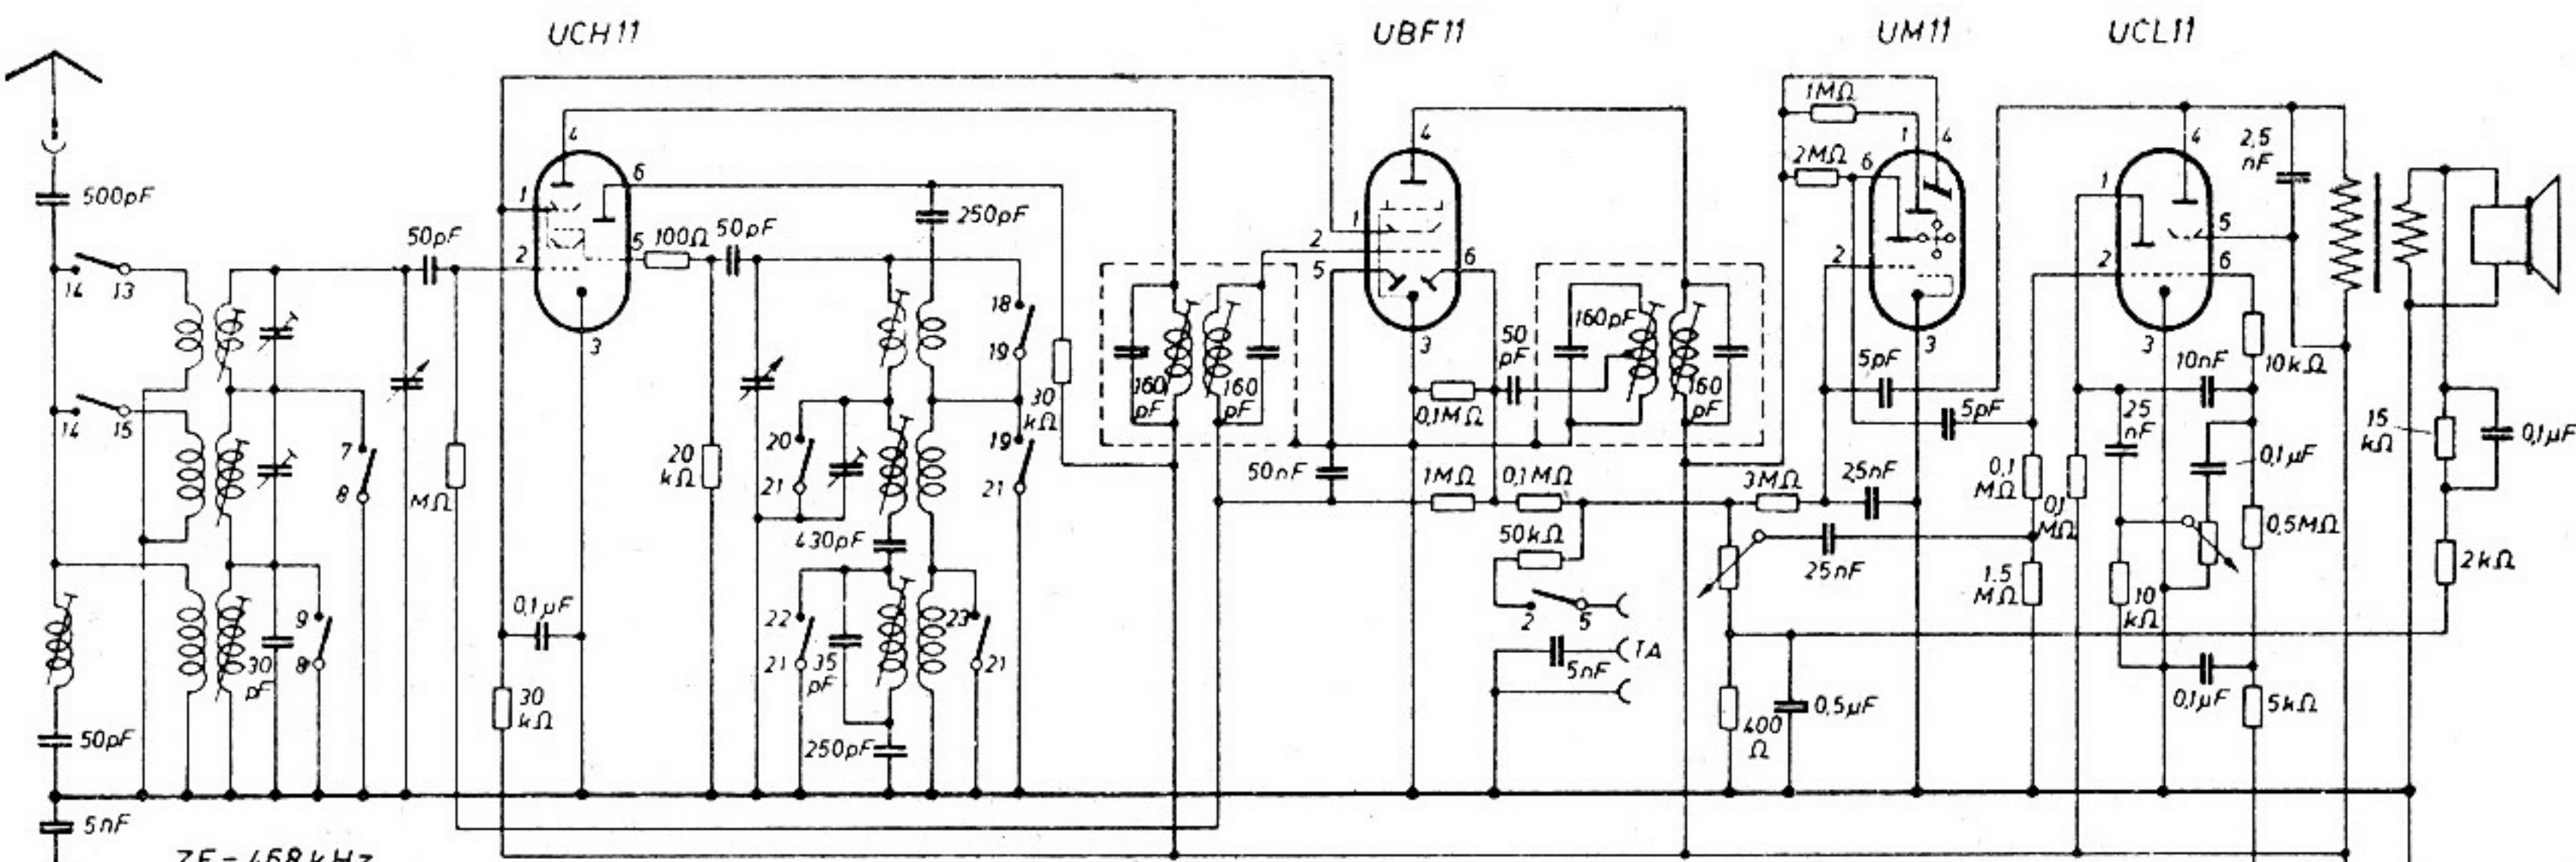 UCH11 UBF11 UM11 UCL11
500pF
14 13
14 15
50pF
5nF
50pF
7
8
9
8
30 pF
MΩ
1 4 6 5 2 3
100Ω
50pF
250pF
20 kΩ
18
19
19
21
30 kΩ
20
21
430pF
22
21
35 pF
23
21
250pF
0,1µF
30 kΩ
160 pF
160 pF
4
1
2
5
6
3
50 pF
160pF
160 pF
0,1MΩ
50nF
1MΩ
0,1MΩ
50kΩ
2 5
TA
5nF
1MΩ
2MΩ
1 4
6
2
3
5pF
5pF
3MΩ
2,5nF
25nF
400 Ω
0,5µF
0,1 MΩ
0,1 MΩ
1.5 MΩ
1
4
5
2
6
3
2,5 nF
10nF
10kΩ
25 nF
0,1µF
0,5MΩ
10 kΩ
0,1µF
5kΩ
15 kΩ
0,1µF
2kΩ
ZF-468kHz